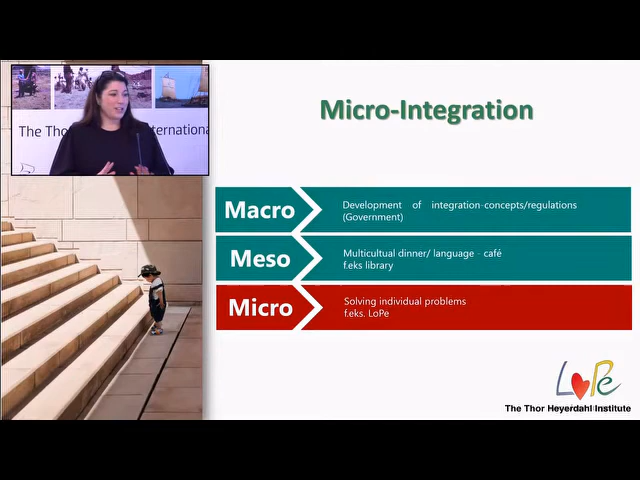 The Thor
nternationa
Micro-Integration
Macro
Development of integration-concepts/regulations
(Government)
Meso
Multicultual dinner/ language - café
f.eks library
Micro
Solving individual problems
f.eks. LoPe
LoPe
The Thor Heyerdahl Institute